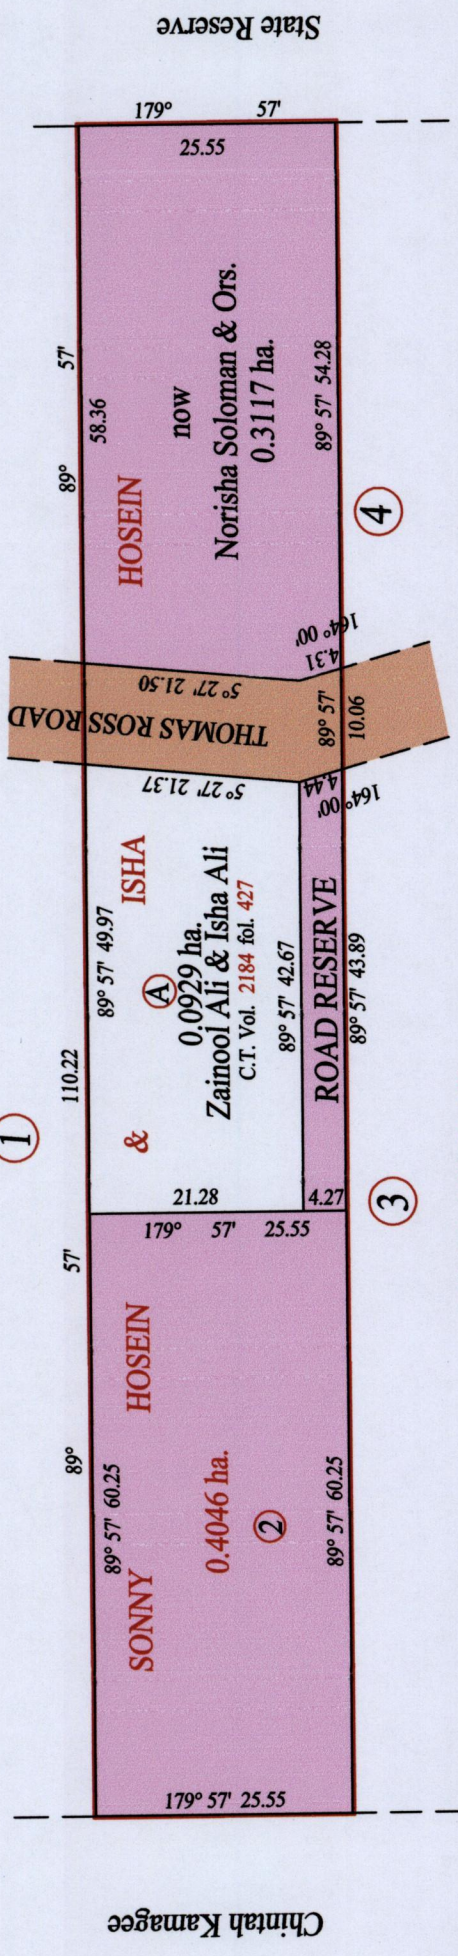 State Reserve
179° 57'
25.55
89° 57'
58.36
HOSEIN
now
Norisha Soloman & Ors.
0.3117 ha.
89° 57' 54.28
4
164° 00'
4.31
5° 27' 21.50
THOMAS ROSS ROAD
89° 57'
10.06
5° 27' 21.37
4.44
164° 00'
ISHA
&
89° 57' 49.97
A
0.0929 ha.
Zainool Ali & Isha Ali
C.T. Vol. 2184 fol. 427
89° 57' 42.67
ROAD RESERVE
89° 57' 43.89
110.22
1
21.28
4.27
3
179° 57' 25.55
89° 57'
89° 57' 60.25
SONNY HOSEIN
0.4046 ha.
2
89° 57' 60.25
179° 57' 25.55
Chintah Kamagee